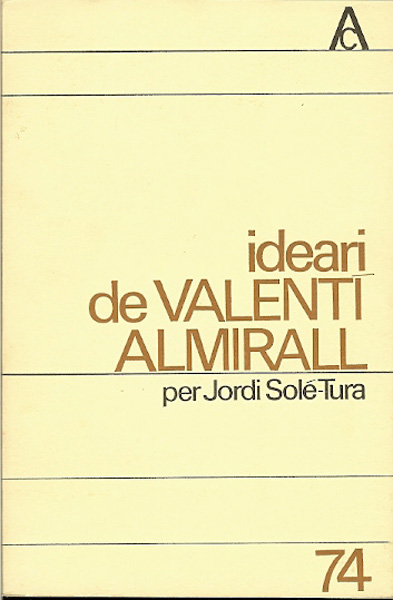 AC
ideari
de VALENTÍ
ALMIRALL
per Jordi Solé-Tura
74